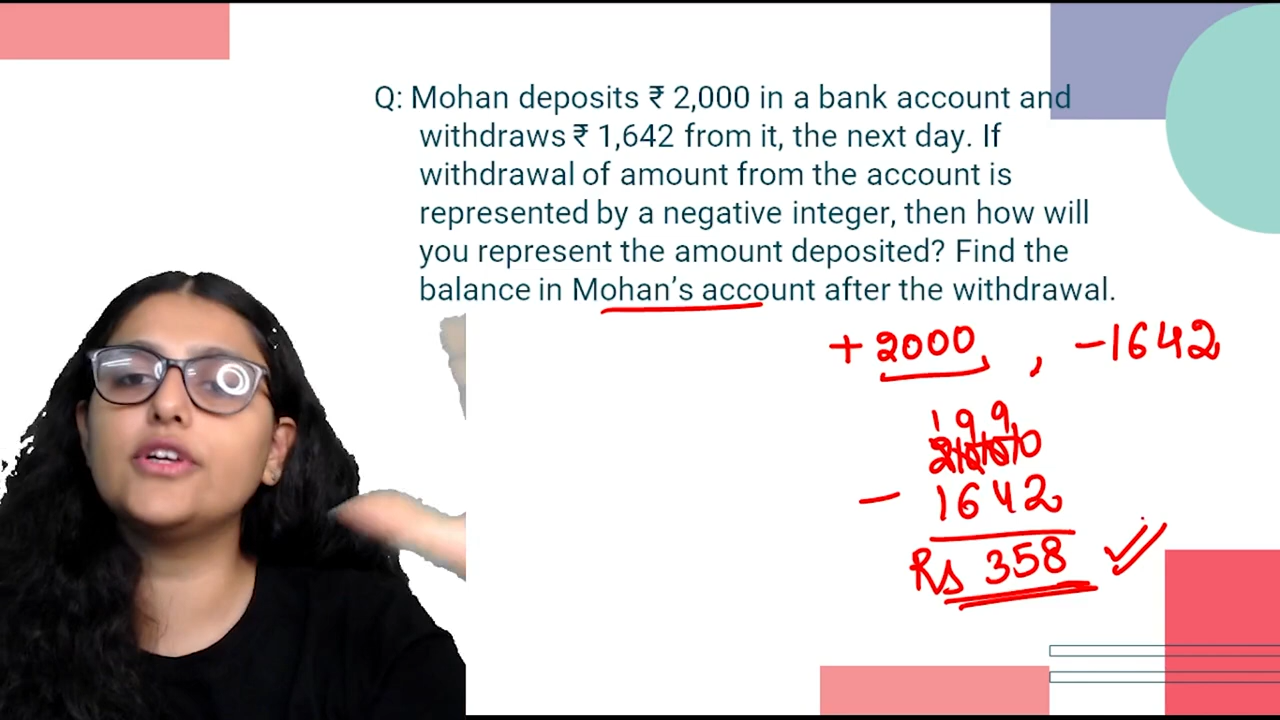 Q: Mohan deposits ₹ 2,000 in a bank account and
withdraws ₹ 1,642 from it, the next day. If
withdrawal of amount from the account is
represented by a negative integer, then how will
you represent the amount deposited? Find the
balance in Mohan’s account after the withdrawal.
+2000, -1642
1 9 9
- 1642
Rs 358